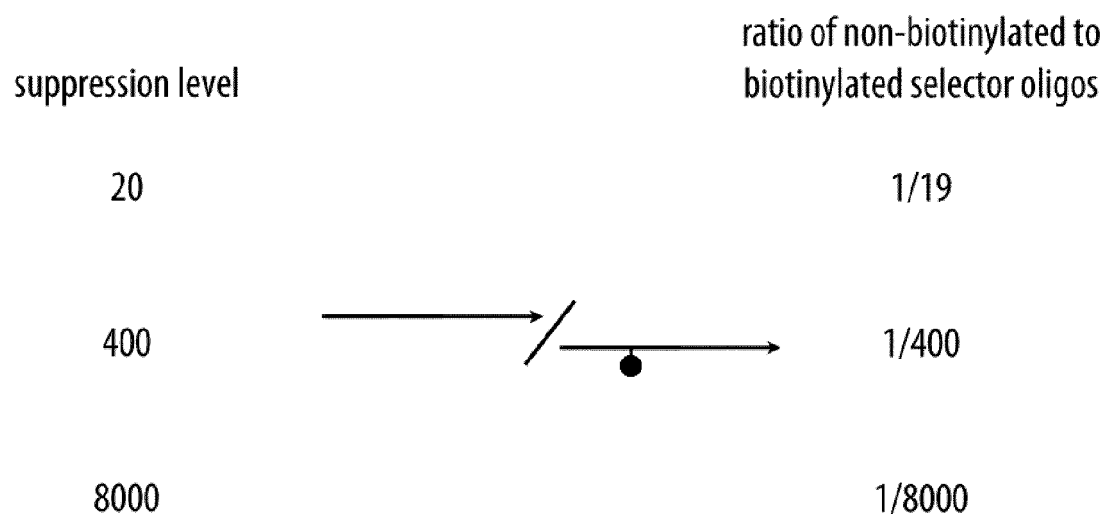 ratio of non-biotinylated to
suppression level
biotinylated selector oligos
20
1/19
400
1/400
8000
1/8000